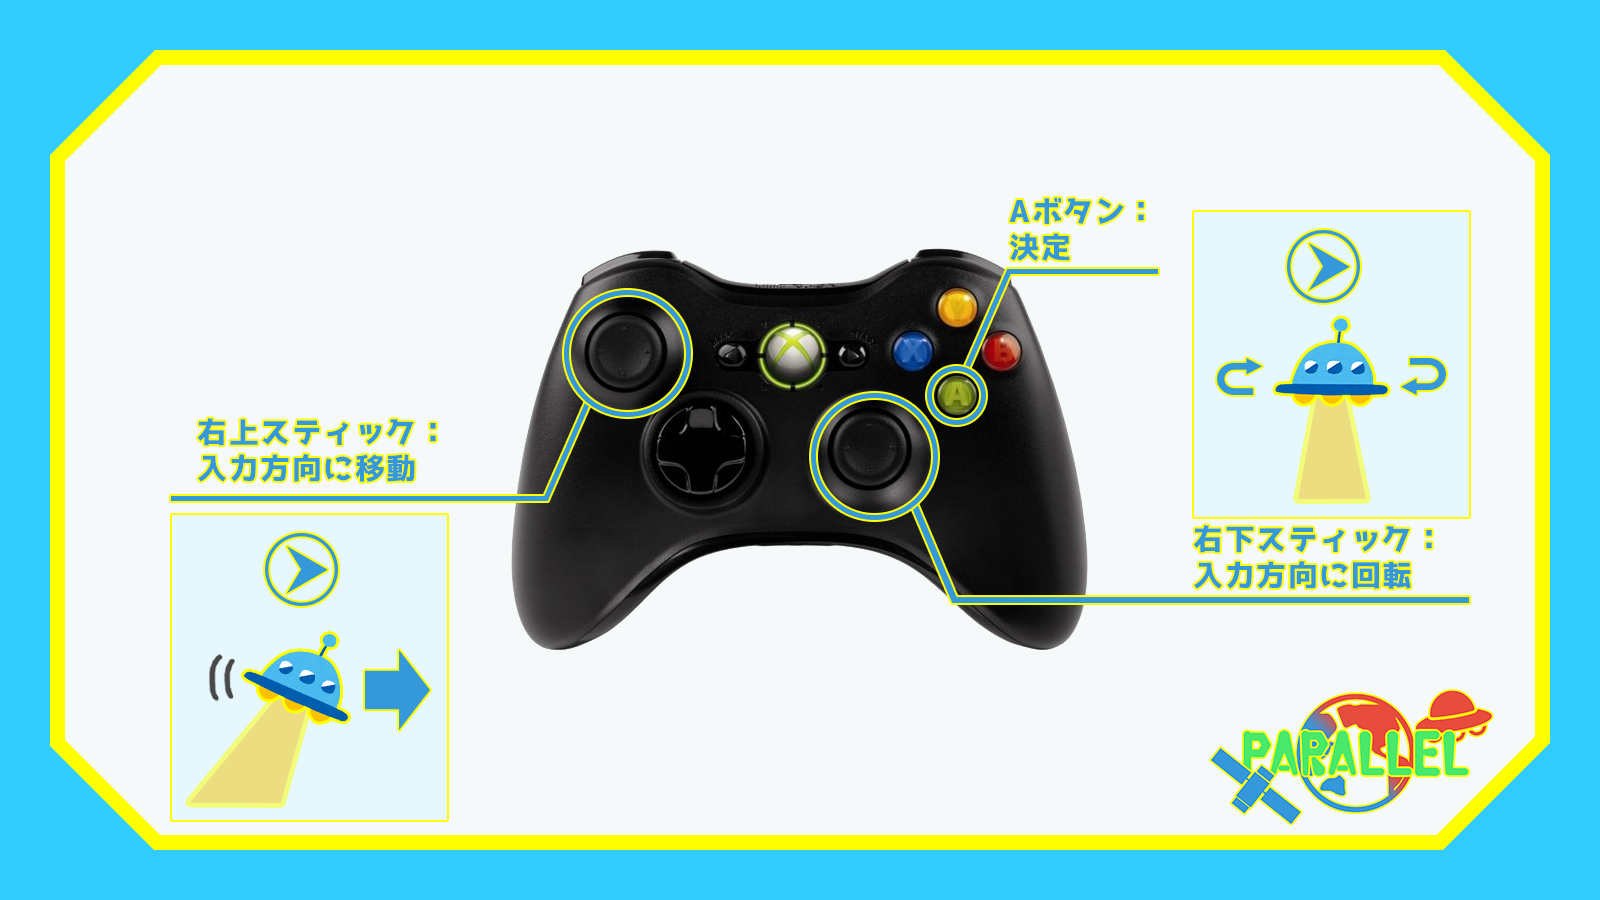 Aボタン：
決定
右上スティック：
入力方向に移動
Y
X
B
A
右下スティック：
入力方向に回転
PARALLEL